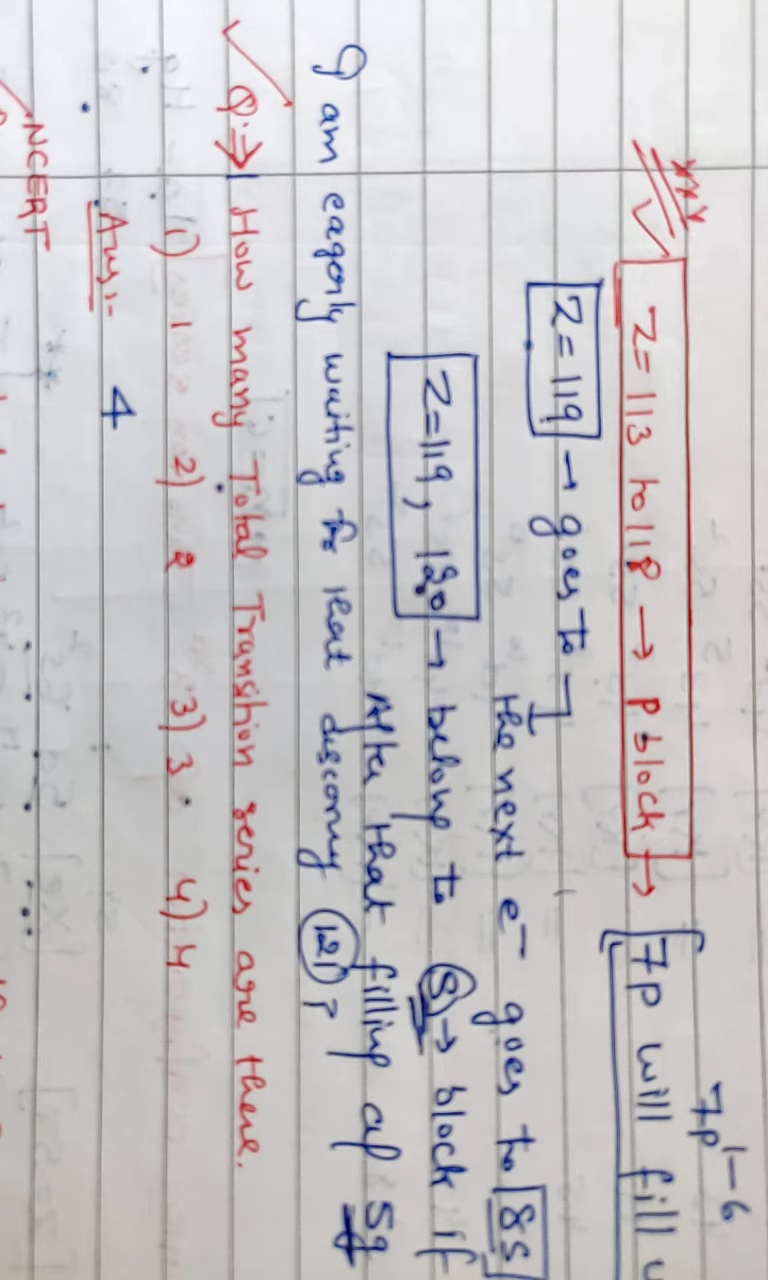 7p¹⁻⁶
Z = 113 to 118 → p block → 7p will fill
Z = 119 → goes to
the next e⁻ goes to 8s
Z = 119, 120 → belong to (S) → block if
After that filling of 5g
I am eagerly waiting for that discovery (121)?
Q. ⇒ How many Total Transition series are there.
1) 1 2) 2 3) 3 4) 4
Ans:- 4
NCERT